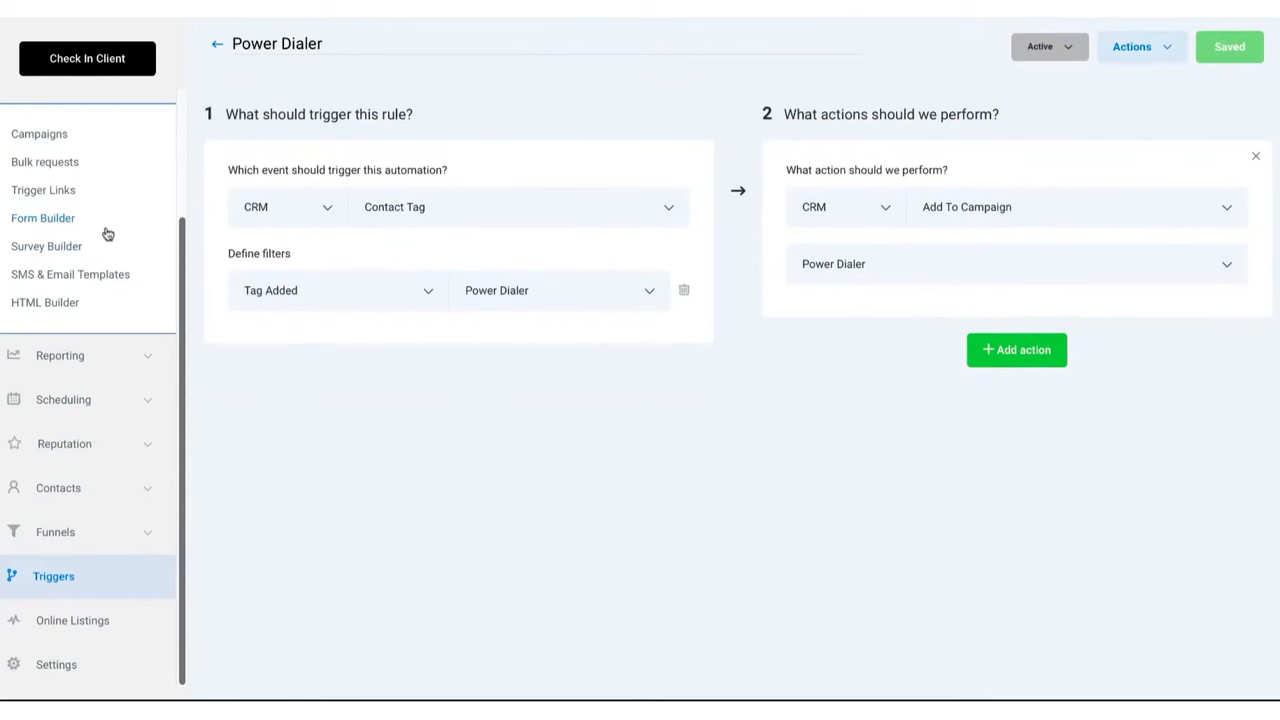 Check In Client
Campaigns
Bulk requests
Trigger Links
Form Builder
Survey Builder
SMS & Email Templates
HTML Builder
Reporting
Scheduling
Reputation
Contacts
Funnels
Triggers
Online Listings
Settings
Power Dialer
Active
Actions
Saved
1 What should trigger this rule?
Which event should trigger this automation?
CRM Contact Tag
Define filters
Tag Added Power Dialer
2 What actions should we perform?
What action should we perform?
CRM Add To Campaign
Power Dialer
+ Add action